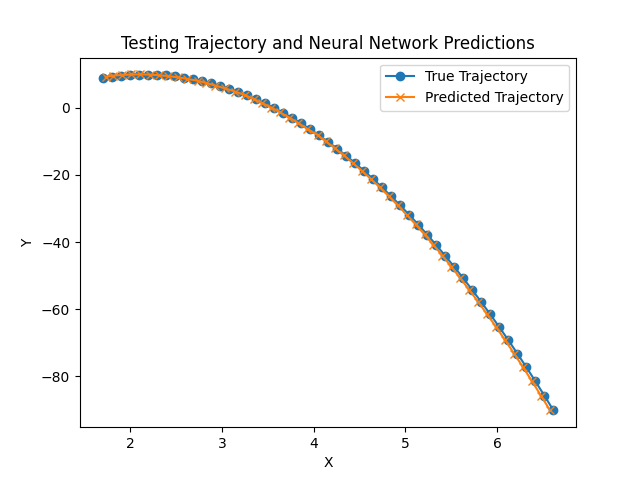 Testing Trajectory and Neural Network Predictions
True Trajectory
Predicted Trajectory
0
−20
−40
−60
−80
Y
2
3
4
5
6
X